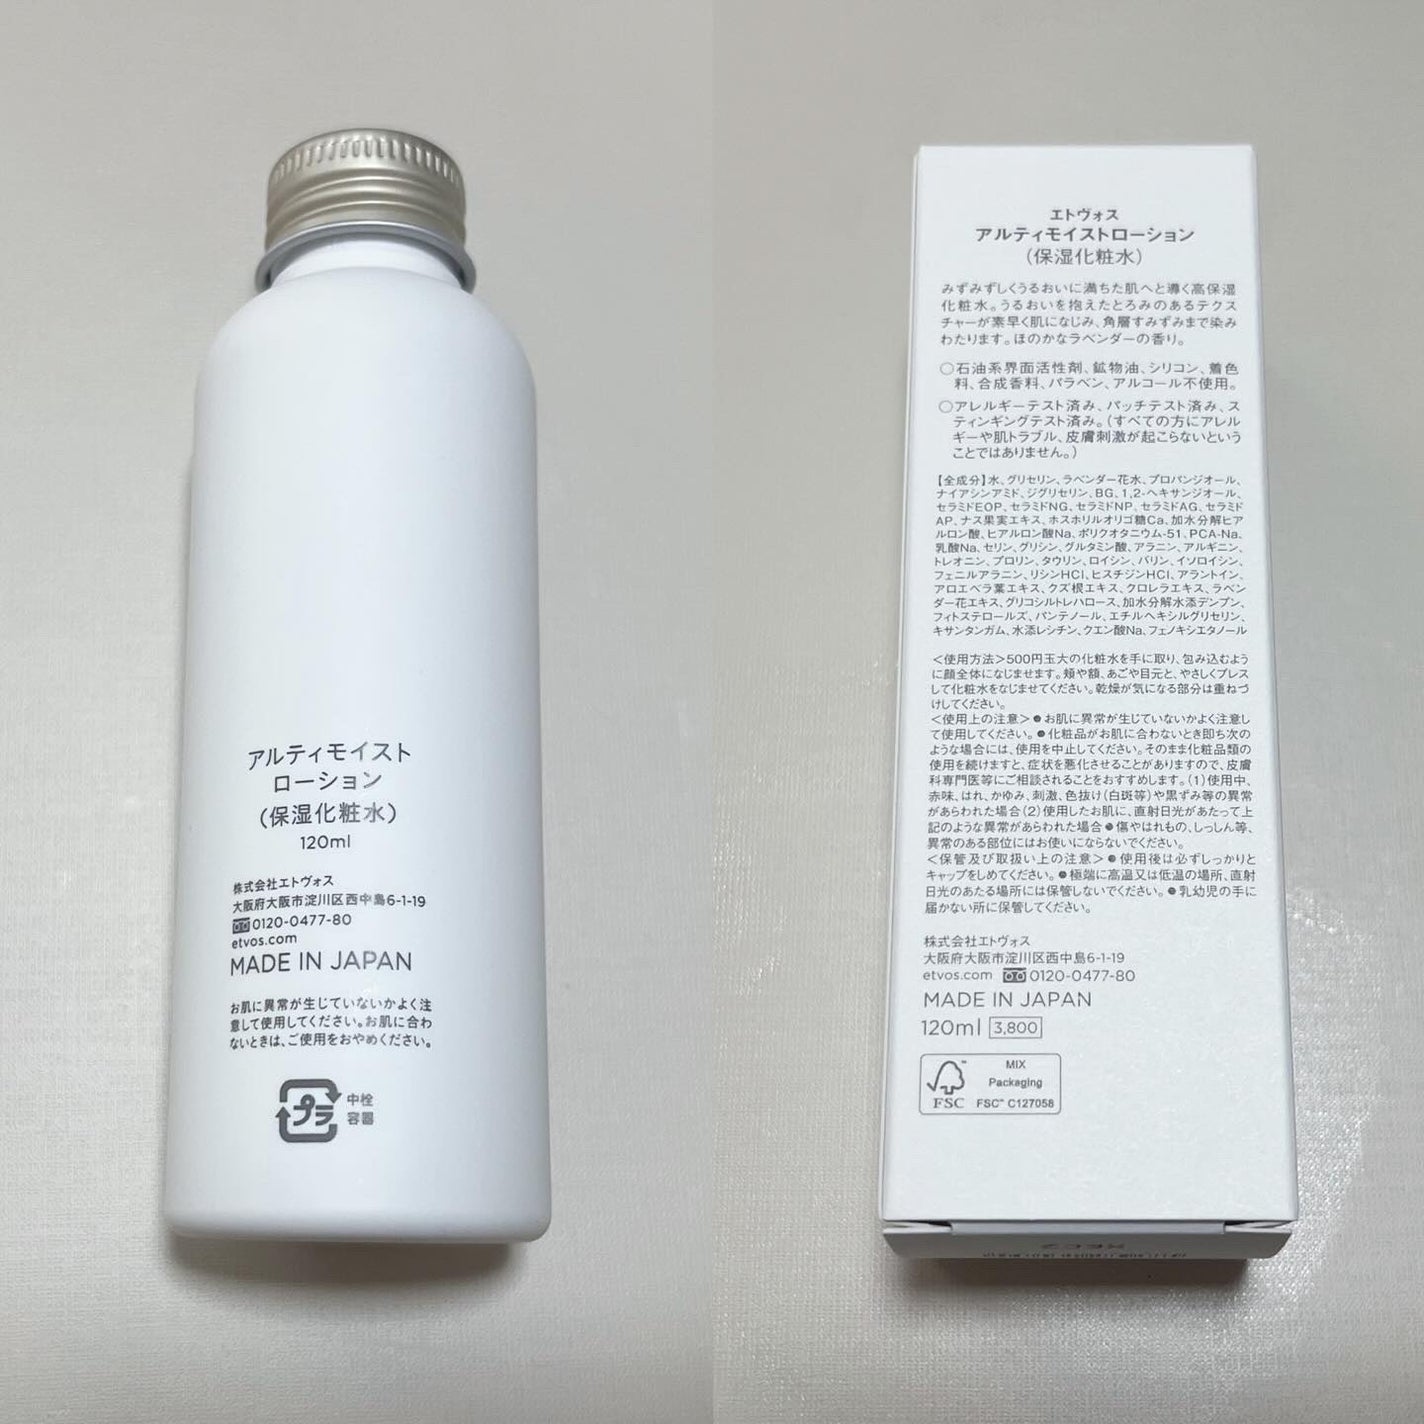 アルティモイスト
ローション
(保湿化粧水)
120ml
株式会社エトヴォス
大阪府大阪市淀川区西中島6-1-19
0120-0477-80
etvos.com
MADE IN JAPAN
お肌に異常が生じていないかよく注
意して使用してください。お肌に合わ
ないときは、ご使用をおやめください。
プラ
中栓
容器
エトヴォス
アルティモイストローション
(保湿化粧水)
みずみずしくうるおいに満ちた肌へと導く高保湿
化粧水。うるおいを抱えたとろみのあるテクス
チャーが素早く肌になじみ、角層すみずみまで染み
わたります。ほのかなラベンダーの香り。
○石油系界面活性剤、鉱物油、シリコン、着色
料、合成香料、パラベン、アルコール不使用。
○アレルギーテスト済み、パッチテスト済み、ス
ティンギングテスト済み。(すべての方にアレル
ギーや肌トラブル、皮膚刺激が起こらないという
ことではありません。)
【全成分】水、グリセリン、ラベンダー花水、プロパンジオール、
ナイアシンアミド、ジグリセリン、BG、1,2-ヘキサンジオール、
セラミドEOP、セラミドNG、セラミドNP、セラミドAG、セラミド
AP、ナス果実エキス、ホスホリルオリゴ糖Ca、加水分解ヒア
ルロン酸、ヒアルロン酸Na、ポリクオタニウム-51、PCA-Na、
乳酸Na、セリン、グリシン、グルタミン酸、アラニン、アルギニン、
トレオニン、プロリン、タウリン、ロイシン、バリン、イソロイシン、
フェニルアラニン、リシンHCl、ヒスチジンHCl、アラントイン、
アロエベラ葉エキス、クズ根エキス、クロレラエキス、ラベン
ダー花エキス、グリコシルトレハロース、加水分解水添デンプン、
フィトステロールズ、パンテノール、エチルヘキシルグリセリン、
キサンタンガム、水添レシチン、クエン酸Na、フェノキシエタノール
<使用方法>500円玉大の化粧水を手に取り、包み込むよう
に顔全体になじませます。頬や額、あごや目元と、やさしくプレス
して化粧水をなじませてください。乾燥が気になる部分は重ねづ
けしてください。
<使用上の注意>●お肌に異常が生じていないかよく注意し
て使用してください。●化粧品がお肌に合わないとき即ち次の
ような場合には、使用を中止してください。そのまま化粧品類の
使用を続けますと、症状を悪化させることがありますので、皮膚
科専門医等にご相談されることをおすすめします。(1)使用中、
赤味、はれ、かゆみ、刺激、色抜け(白斑等)や黒ずみ等の異常
があらわれた場合(2)使用したお肌に、直射日光があたって上
記のような異常があらわれた場合●傷やはれもの、しっしん等、
異常のある部位にはお使いにならないでください。
<保管及び取扱い上の注意>●使用後は必ずしっかりと
キャップをしめてください。●極端に高温又は低温の場所、直射
日光のあたる場所には保管しないでください。●乳幼児の手に
届かない所に保管してください。
株式会社エトヴォス
大阪府大阪市淀川区西中島6-1-19
etvos.com 0120-0477-80
MADE IN JAPAN
120ml 3,800
MIX
Packaging
FSC FSC™ C127058